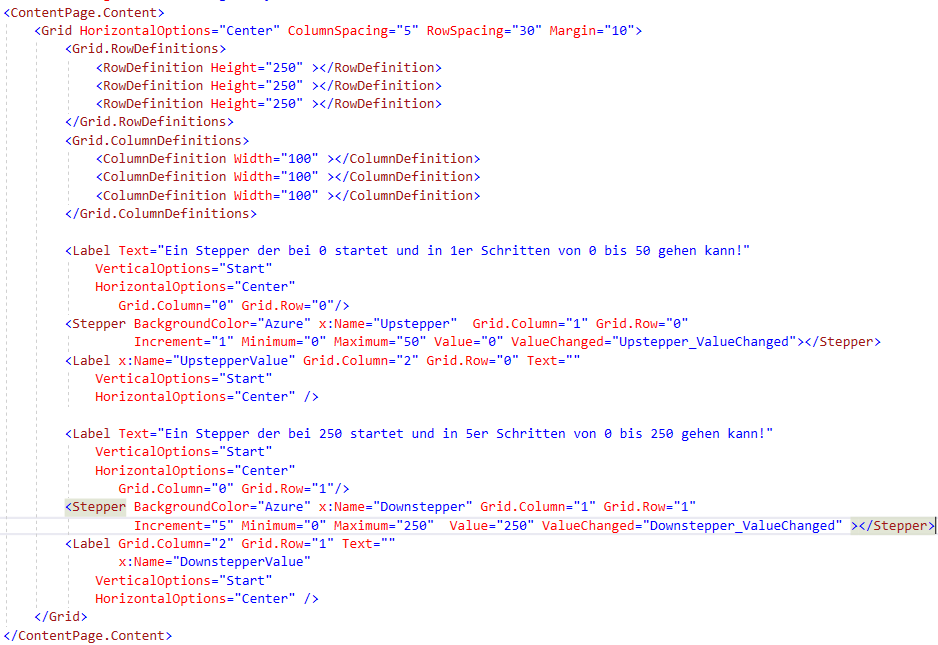 <ContentPage.Content>
<Grid HorizontalOptions="Center" ColumnSpacing="5" RowSpacing="30" Margin="10">
<Grid.RowDefinitions>
<RowDefinition Height="250" ></RowDefinition>
<RowDefinition Height="250" ></RowDefinition>
<RowDefinition Height="250" ></RowDefinition>
</Grid.RowDefinitions>
<Grid.ColumnDefinitions>
<ColumnDefinition Width="100" ></ColumnDefinition>
<ColumnDefinition Width="100" ></ColumnDefinition>
<ColumnDefinition Width="100" ></ColumnDefinition>
</Grid.ColumnDefinitions>
<Label Text="Ein Stepper der bei 0 startet und in 1er Schritten von 0 bis 50 gehen kann!"
VerticalOptions="Start"
HorizontalOptions="Center"
Grid.Column="0" Grid.Row="0"/>
<Stepper BackgroundColor="Azure" x:Name="Upstepper"  Grid.Column="1" Grid.Row="0"
Increment="1" Minimum="0" Maximum="50" Value="0" ValueChanged="Upstepper_ValueChanged"></Stepper>
<Label x:Name="UpstepperValue" Grid.Column="2" Grid.Row="0" Text=""
VerticalOptions="Start"
HorizontalOptions="Center" />
<Label Text="Ein Stepper der bei 250 startet und in 5er Schritten von 0 bis 250 gehen kann!"
VerticalOptions="Start"
HorizontalOptions="Center"
Grid.Column="0" Grid.Row="1"/>
<Stepper BackgroundColor="Azure" x:Name="Downstepper" Grid.Column="1" Grid.Row="1"
Increment="5" Minimum="0" Maximum="250"  Value="250" ValueChanged="Downstepper_ValueChanged" ></Stepper>
<Label Grid.Column="2" Grid.Row="1" Text=""
x:Name="DownstepperValue"
VerticalOptions="Start"
HorizontalOptions="Center" />
</Grid>
</ContentPage.Content>